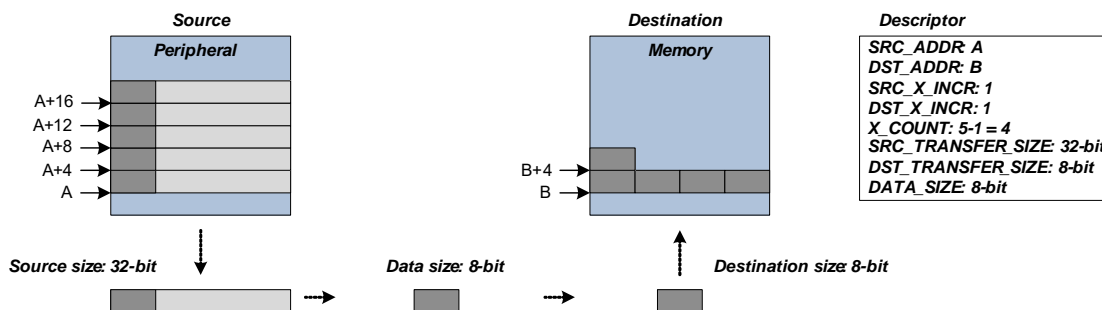 Source
Destination
Descriptor
Peripheral
Memory
SRC_ADDR: A
DST_ADDR: B
SRC_X_INCR: 1
DST_X_INCR: 1
X_COUNT: 5-1 = 4
SRC_TRANSFER_SIZE: 32-bit
DST_TRANSFER_SIZE: 8-bit
DATA_SIZE: 8-bit
A+16
A+12
A+8
A+4
A
B+4
B
Source size: 32-bit
Data size: 8-bit
Destination size: 8-bit